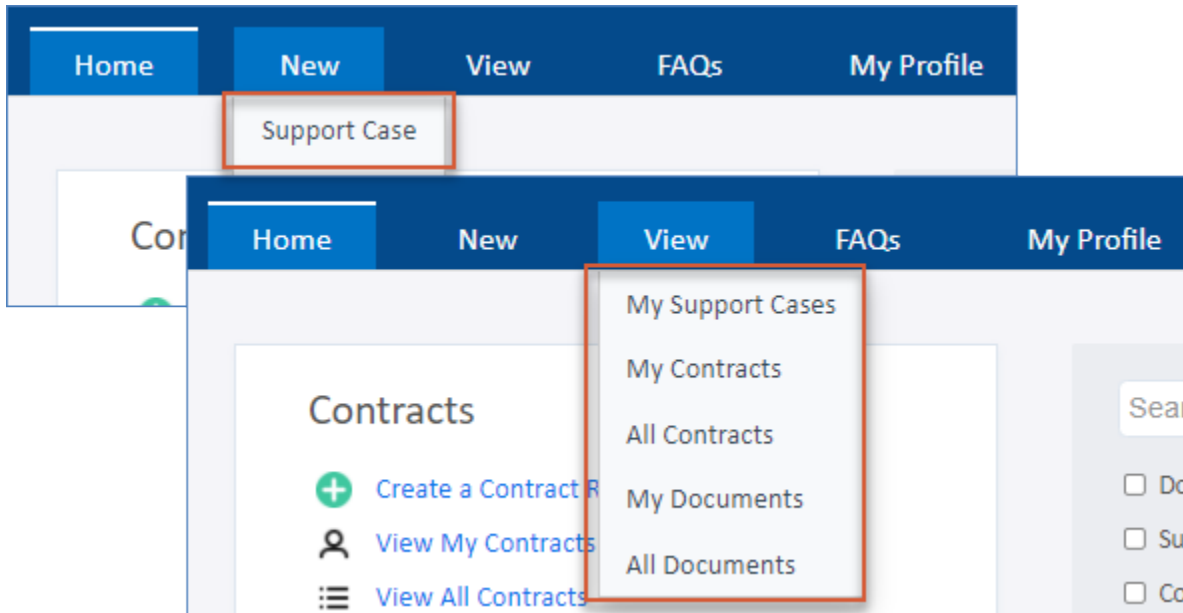 Home New View FAQs My Profile
Support Case
Home New View FAQs My Profile
My Support Cases
My Contracts
All Contracts
My Documents
All Documents
Contracts
Create a Contract
View My Contracts
View All Contracts